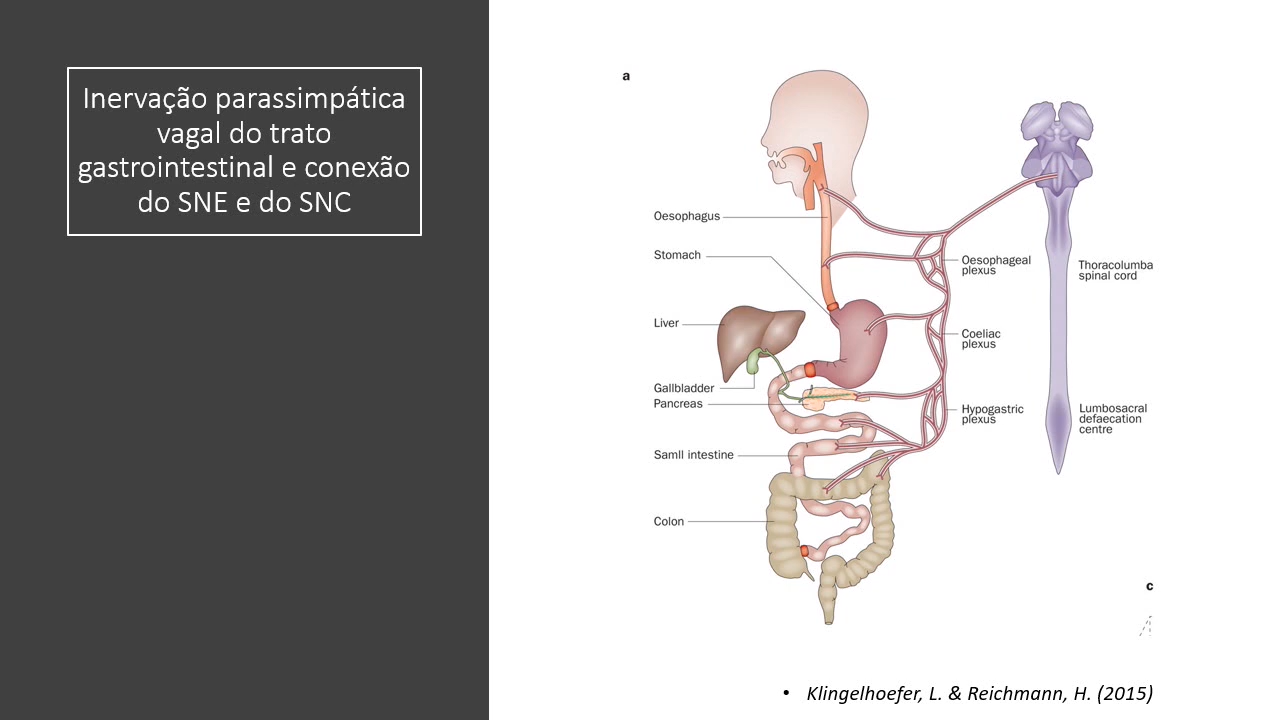 Inervação parassimpática
vagal do trato
gastrointestinal e conexão
do SNE e do SNC
a
Oesophagus
Stomach
Liver
Gallbladder
Pancreas
Samll intestine
Colon
Oesophageal
plexus
Coeliac
plexus
Hypogastric
plexus
Thoracolumba
spinal cord
Lumbosacral
defaecation
centre
c
• Klingelhoefer, L. & Reichmann, H. (2015)